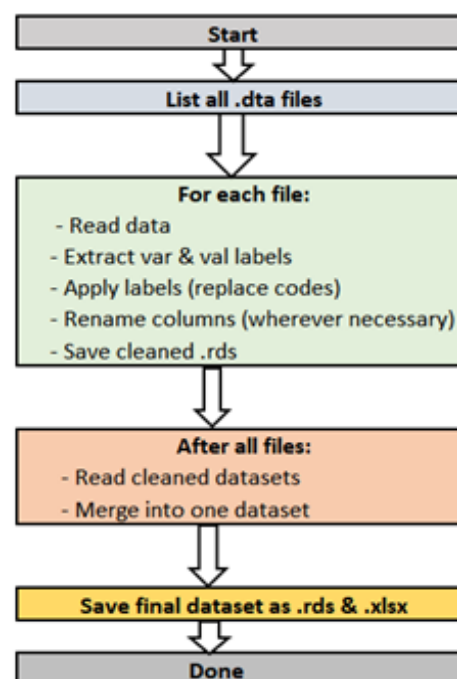 Start
List all .dta files
For each file:
- Read data
- Extract var & val labels
- Apply labels (replace codes)
- Rename columns (wherever necessary)
- Save cleaned .rds
After all files:
- Read cleaned datasets
- Merge into one dataset
Save final dataset as .rds & .xlsx
Done